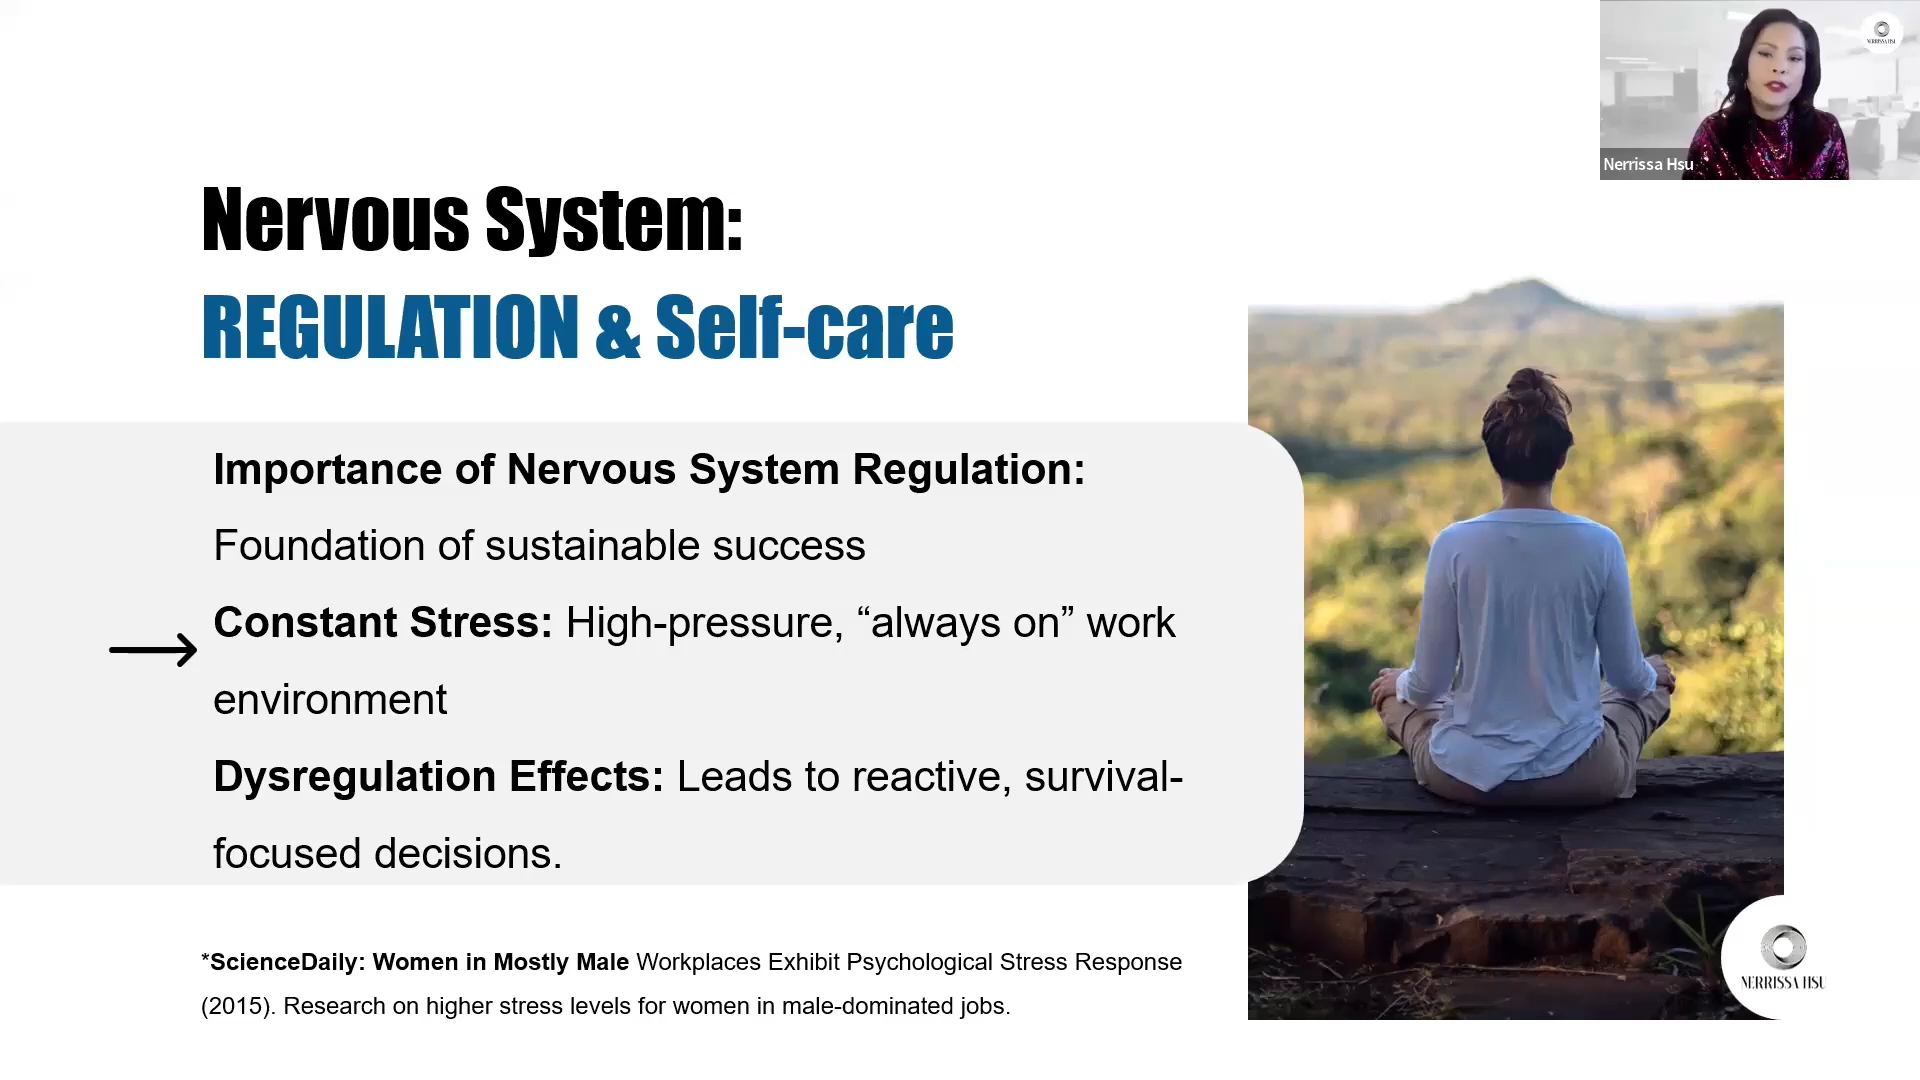 NERRISSA HSU
Nerrissa Hsu
Nervous System:
REGULATION & Self-care
Importance of Nervous System Regulation:
Foundation of sustainable success
Constant Stress: High-pressure, “always on” work
environment
Dysregulation Effects: Leads to reactive, survival-
focused decisions.
*ScienceDaily: Women in Mostly Male Workplaces Exhibit Psychological Stress Response
(2015). Research on higher stress levels for women in male-dominated jobs.
NERRISSA HSU